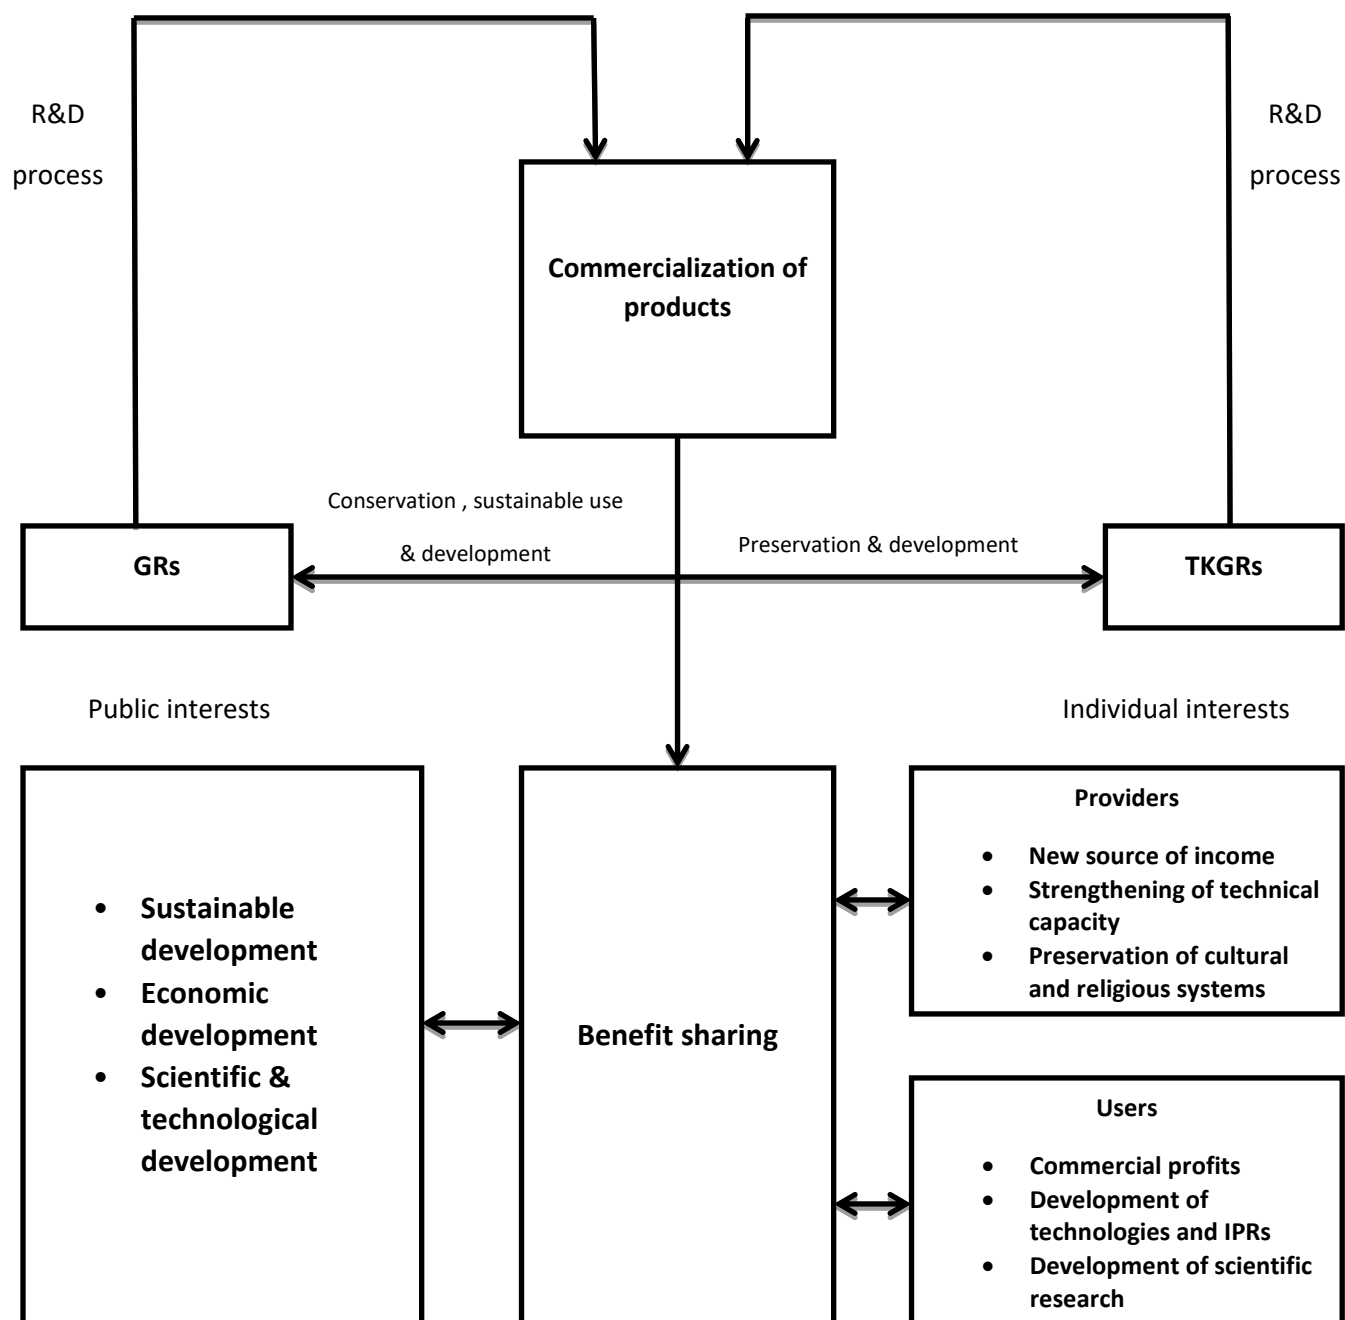 R&D
process
R&D
process
Commercialization of
products
Conservation , sustainable use
& development
Preservation & development
GRs
TKGRs
Public interests
Individual interests
• Sustainable
development
• Economic
development
• Scientific &
technological
development
Benefit sharing
Providers
• New source of income
• Strengthening of technical
capacity
• Preservation of cultural
and religious systems
Users
• Commercial profits
• Development of
technologies and IPRs
• Development of scientific
research